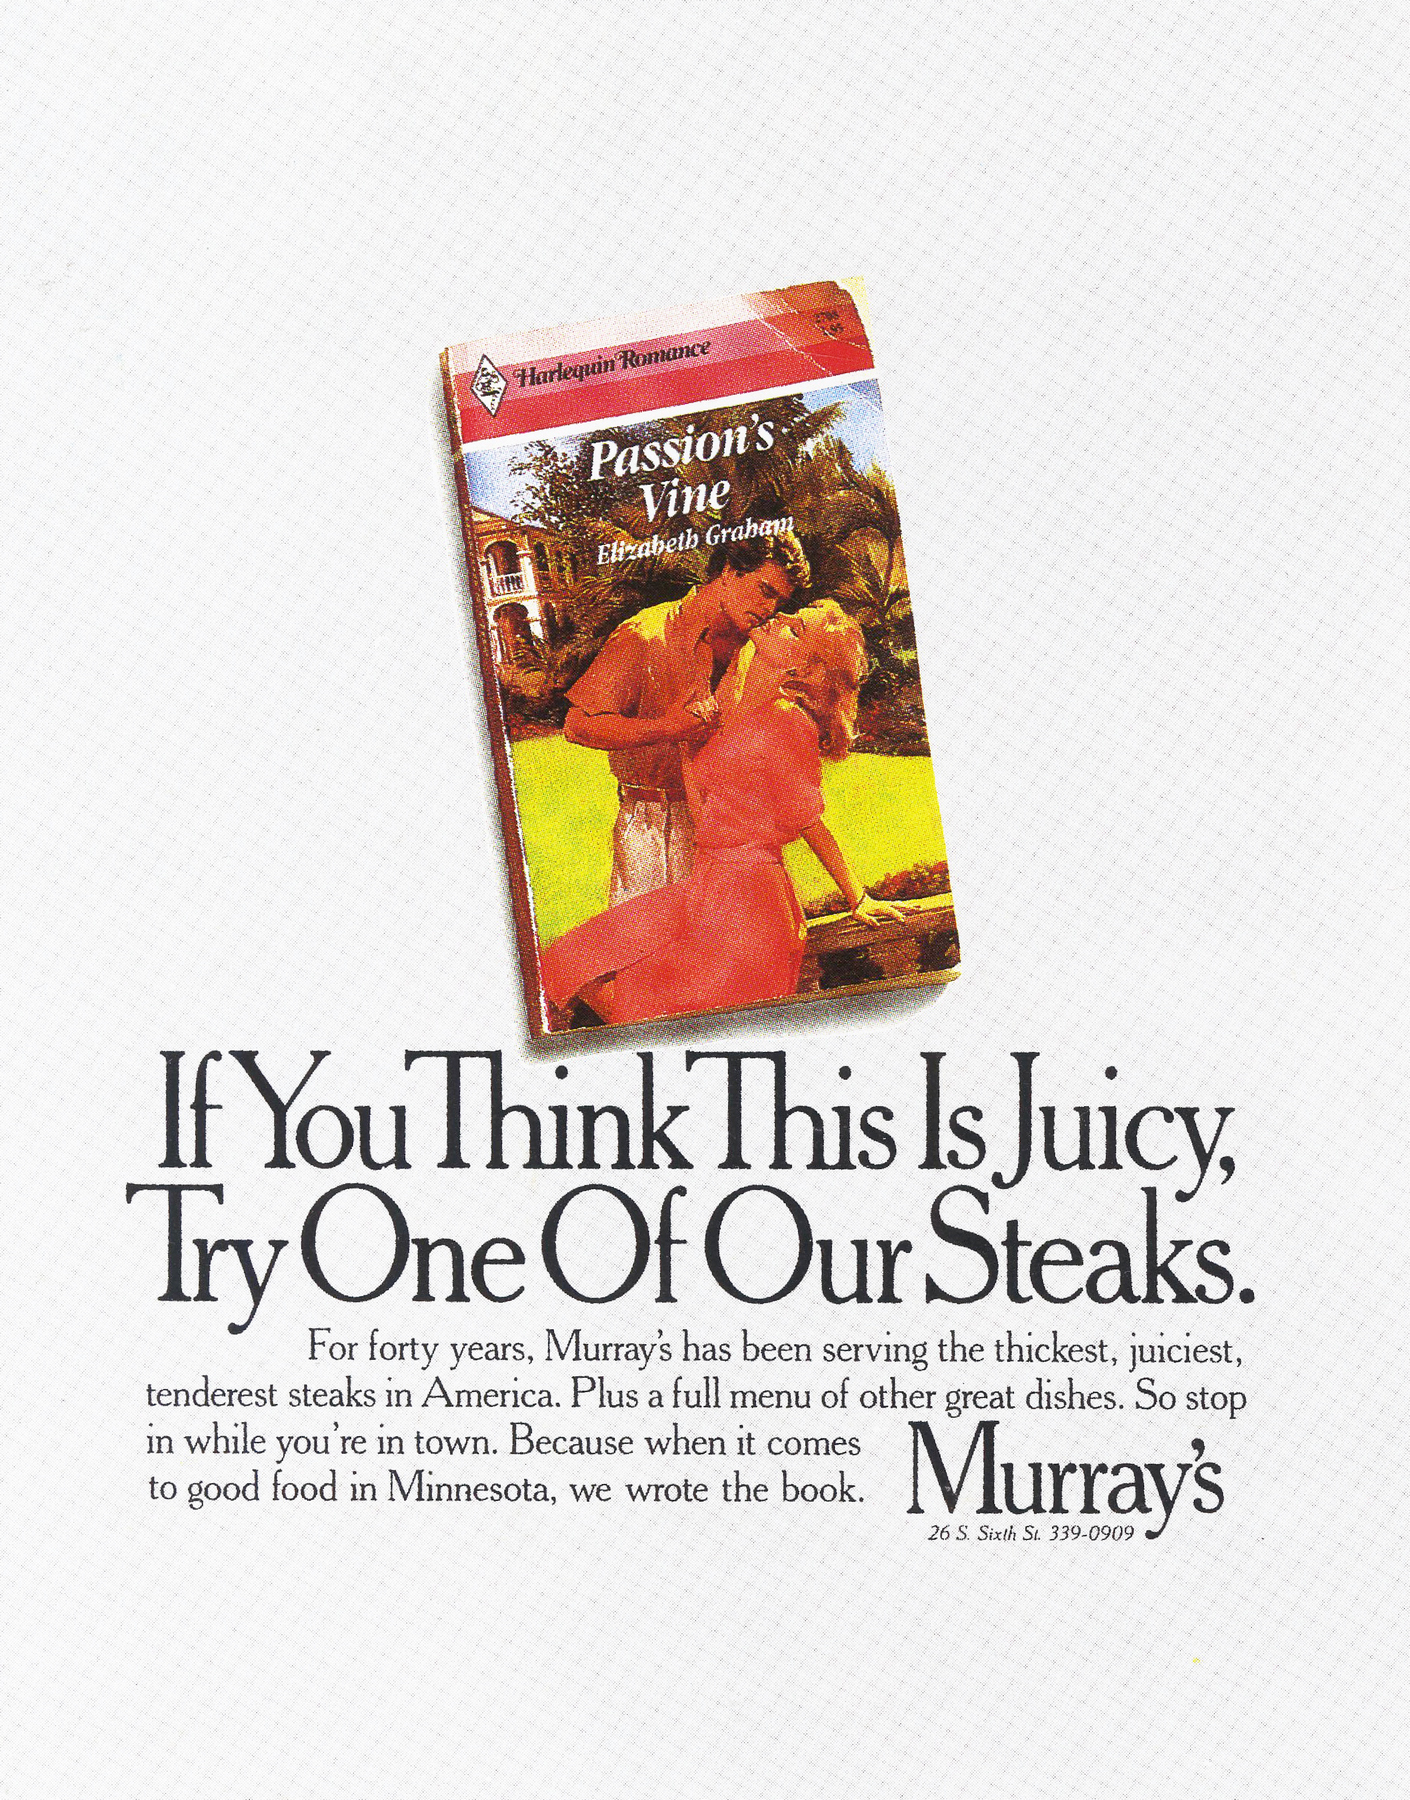 Harlequin Romance
Passion's
Vine
Elizabeth Graham
If You Think This Is Juicy,
Try One Of Our Steaks.
For forty years, Murray's has been serving the thickest, juiciest,
tenderest steaks in America. Plus a full menu of other great dishes. So stop
in while you're in town. Because when it comes
to good food in Minnesota, we wrote the book.
Murray's
26 S. Sixth St. 339-0909